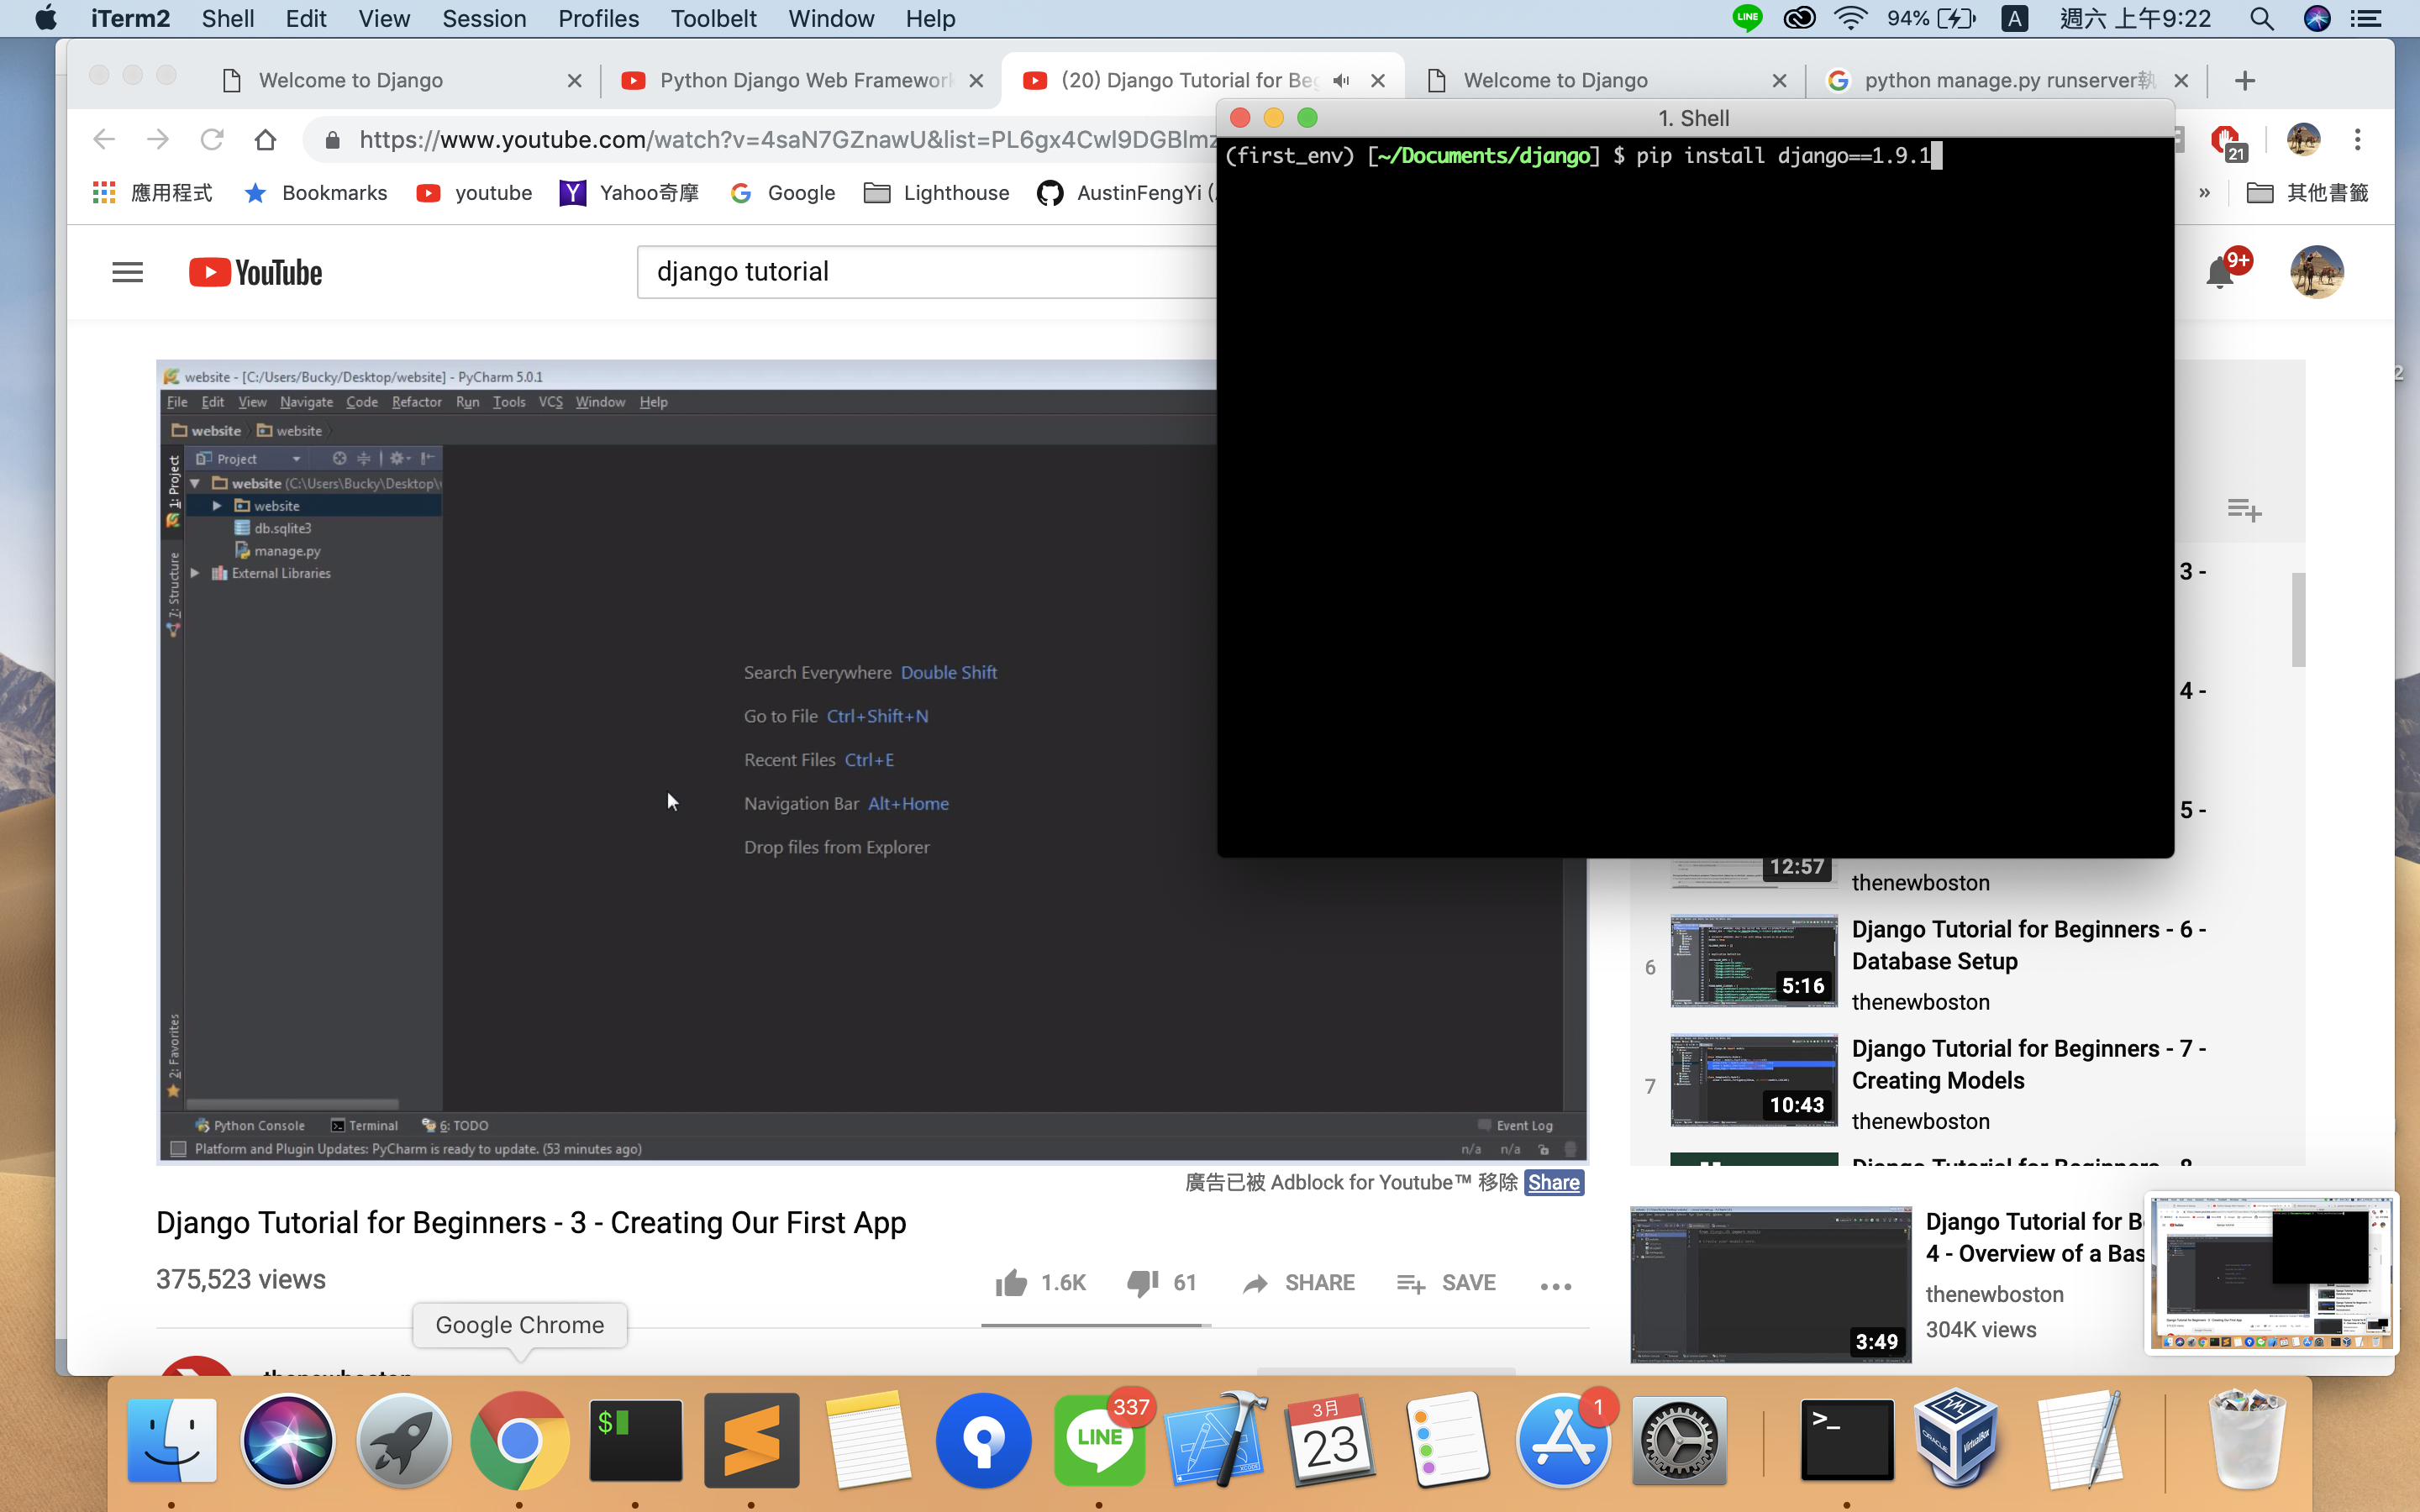 iTerm2 Shell Edit View Session Profiles Toolbelt Window Help
LINE 94% A 週六 上午9:22
Welcome to Django
Python Django Web Framework
(20) Django Tutorial for Beg
Welcome to Django
python manage.py runserver執
https://www.youtube.com/watch?v=4saN7GZnawU&list=PL6gx4Cwl9DGBlmz
21
應用程式 Bookmarks youtube Yahoo奇摩 Google Lighthouse AustinFengYi ( » 其他書籤
1. Shell
(first_env) [~/Documents/django] $ pip install django==1.9.1
YouTube
django tutorial
9+
website - [C:/Users/Bucky/Desktop/website] - PyCharm 5.0.1
File Edit View Navigate Code Refactor Run Tools VCS Window Help
website website
1: Project
7: Structure
2: Favorites
Project
website (C:\Users\Bucky\Desktop\
website
db.sqlite3
manage.py
External Libraries
Search Everywhere Double Shift
Go to File Ctrl+Shift+N
Recent Files Ctrl+E
Navigation Bar Alt+Home
Drop files from Explorer
Python Console Terminal 6: TODO Event Log
Platform and Plugin Updates: PyCharm is ready to update. (53 minutes ago) n/a n/a
廣告已被 Adblock for Youtube™ 移除 Share
Django Tutorial for Beginners - 3 - Creating Our First App
375,523 views
1.6K 61 SHARE SAVE
thenewboston
Google Chrome
3 -
4 -
5 -
12:57
thenewboston
6
5:16
Django Tutorial for Beginners - 6 -
Database Setup
thenewboston
7
10:43
Django Tutorial for Beginners - 7 -
Creating Models
thenewboston
Django Tutorial for Beginners - 8
3:49
Django Tutorial for B
4 - Overview of a Bas
thenewboston
304K views
$
LINE
337
3月
23
1
>_